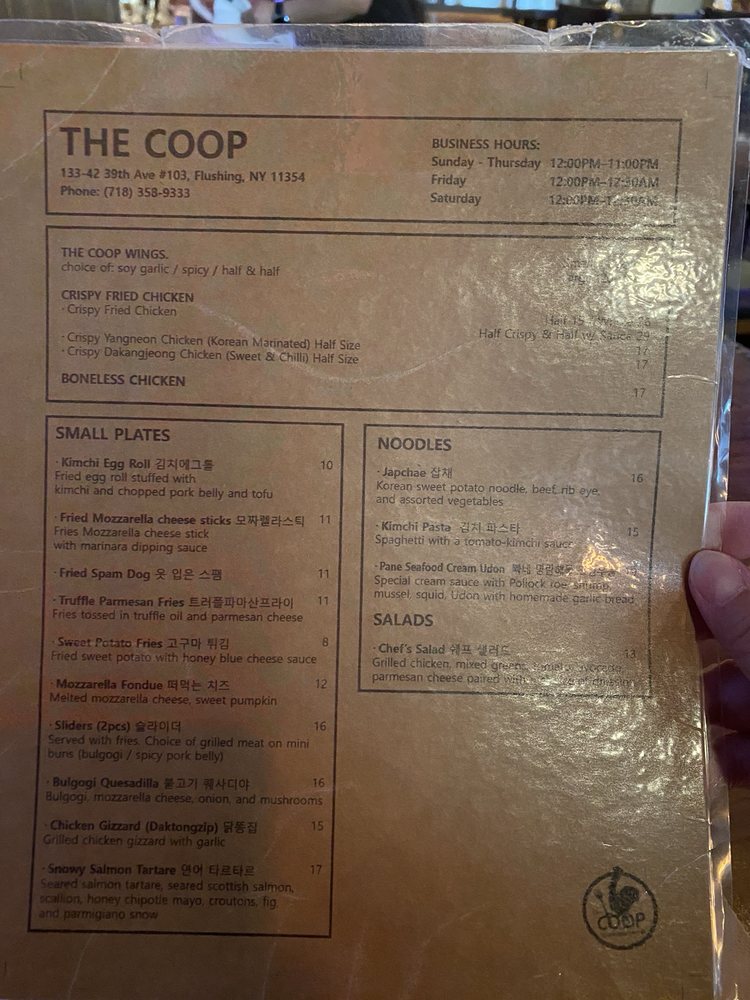 THE COOP
133-42 39th Ave #103, Flushing, NY 11354
Phone: (718) 358-9333
BUSINESS HOURS:
Sunday - Thursday 12:00PM-11:00PM
Friday 12:00PM-12:30AM
Saturday 12:00PM-12:30AM
THE COOP WINGS.
choice of: soy garlic / spicy / half & half
CRISPY FRIED CHICKEN
· Crispy Fried Chicken
Half 15
Half Crispy & Half w/ Sauce 29
· Crispy Yangneon Chicken (Korean Marinated) Half Size 17
· Crispy Dakangjeong Chicken (Sweet & Chilli) Half Size 17
BONELESS CHICKEN 17
SMALL PLATES
· Kimchi Egg Roll 김치에그롤 10
Fried egg roll stuffed with
kimchi and chopped pork belly and tofu
· Fried Mozzarella cheese sticks 모짜렐라스틱 11
Fries Mozzarella cheese stick
with marinara dipping sauce
· Fried Spam Dog 옷 입은 스팸 11
· Truffle Parmesan Fries 트러플파마산프라이 11
Fries tossed in truffle oil and parmesan cheese
· Sweet Potato Fries 고구마 튀김 8
Fried sweet potato with honey blue cheese sauce
· Mozzarella Fondue 떠먹는 치즈 12
Melted mozzarella cheese, sweet pumpkin
· Sliders (2pcs) 슬라이더 16
Served with fries. Choice of grilled meat on mini
buns (bulgogi / spicy pork belly)
· Bulgogi Quesadilla 불고기 퀘사디야 16
Bulgogi, mozzarella cheese, onion, and mushrooms
· Chicken Gizzard (Daktongzip) 닭똥집 15
Grilled chicken gizzard with garlic
· Snowy Salmon Tartare 연어 타르타르 17
Seared salmon tartare, seared scottish salmon,
scallion, honey chipotle mayo, croutons, fig
and parmigiano snow
NOODLES
· Japchae 잡채 16
Korean sweet potato noodle, beef rib eye,
and assorted vegetables
· Kimchi Pasta 김치 파스타 15
Spaghetti with a tomato-kimchi sauce
· Pane Seafood Cream Udon
Special cream sauce with Pollock roe, shrimp,
mussel, squid, Udon with homemade garlic bread
SALADS
· Chef's Salad 쉐프 샐러드 13
Grilled chicken, mixed greens, avocado,
parmesan cheese paired with of dressing
COOP